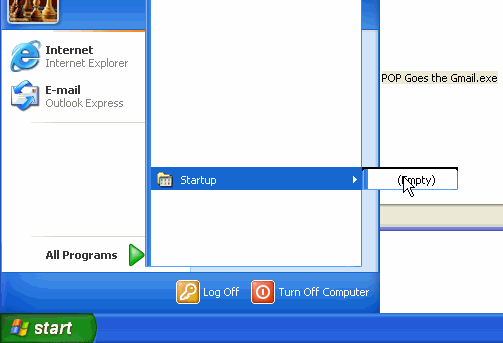 Internet
Internet Explorer
E-mail
Outlook Express
POP Goes the Gmail.exe
Startup
(Empty)
All Programs
Log Off
Turn Off Computer
start